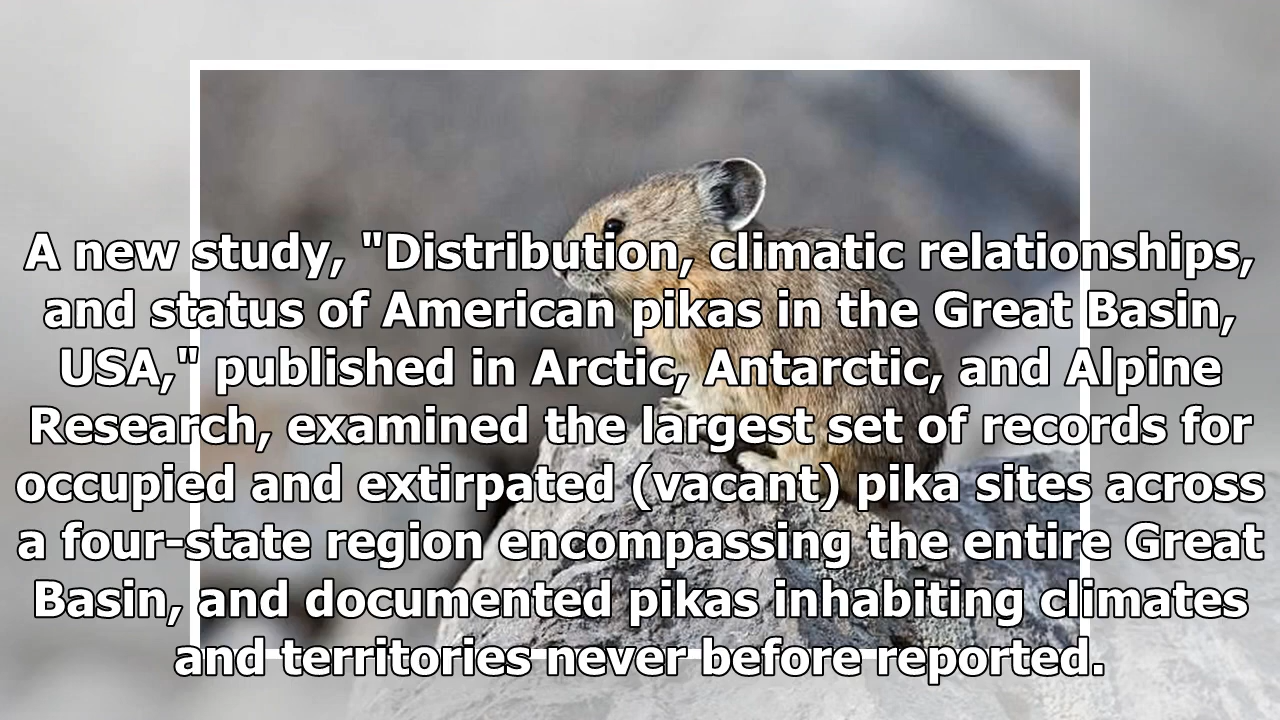 A new study, "Distribution, climatic relationships,
and status of American pikas in the Great Basin,
USA," published in Arctic, Antarctic, and Alpine
Research, examined the largest set of records for
occupied and extirpated (vacant) pika sites across
a four-state region encompassing the entire Great
Basin, and documented pikas inhabiting climates
and territories never before reported.